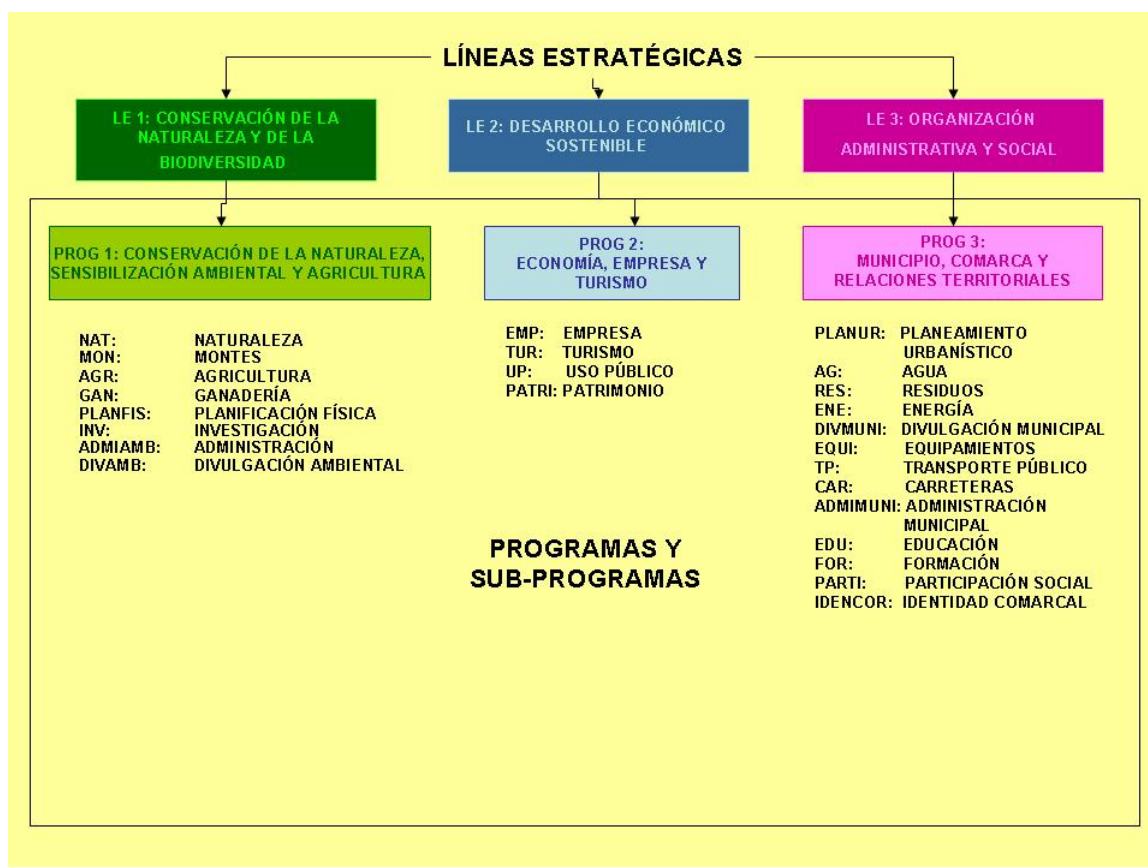 LÍNEAS ESTRATÉGICAS
LE 1: CONSERVACIÓN DE LA
NATURALEZA Y DE LA
BIODIVERSIDAD
LE 2: DESARROLLO ECONÓMICO
SOSTENIBLE
LE 3: ORGANIZACIÓN
ADMINISTRATIVA Y SOCIAL
PROG 1: CONSERVACIÓN DE LA NATURALEZA,
SENSIBILIZACIÓN AMBIENTAL Y AGRICULTURA
PROG 2:
ECONOMÍA, EMPRESA Y
TURISMO
PROG 3:
MUNICIPIO, COMARCA Y
RELACIONES TERRITORIALES
NAT: NATURALEZA
MON: MONTES
AGR: AGRICULTURA
GAN: GANADERÍA
PLANFIS: PLANIFICACIÓN FÍSICA
INV: INVESTIGACIÓN
ADMIAMB: ADMINISTRACIÓN
DIVAMB: DIVULGACIÓN AMBIENTAL
EMP: EMPRESA
TUR: TURISMO
UP: USO PÚBLICO
PATRI: PATRIMONIO
PLANUR: PLANEAMIENTO
URBANÍSTICO
AG: AGUA
RES: RESIDUOS
ENE: ENERGÍA
DIVMUNI: DIVULGACIÓN MUNICIPAL
EQUI: EQUIPAMIENTOS
TP: TRANSPORTE PÚBLICO
CAR: CARRETERAS
ADMIMUNI: ADMINISTRACIÓN
MUNICIPAL
EDU: EDUCACIÓN
FOR: FORMACIÓN
PARTI: PARTICIPACIÓN SOCIAL
IDENCOR: IDENTIDAD COMARCAL
PROGRAMAS Y
SUB-PROGRAMAS